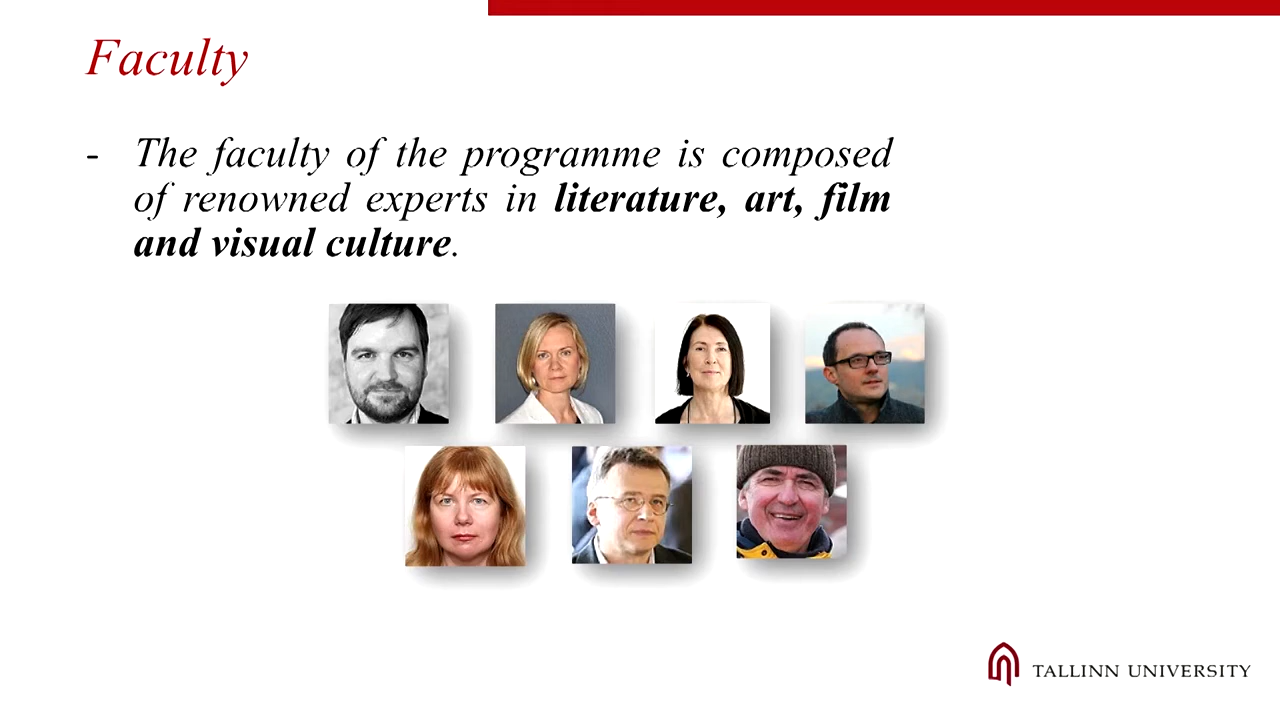 Faculty
- The faculty of the programme is composed
of renowned experts in literature, art, film
and visual culture.
TALLINN UNIVERSITY